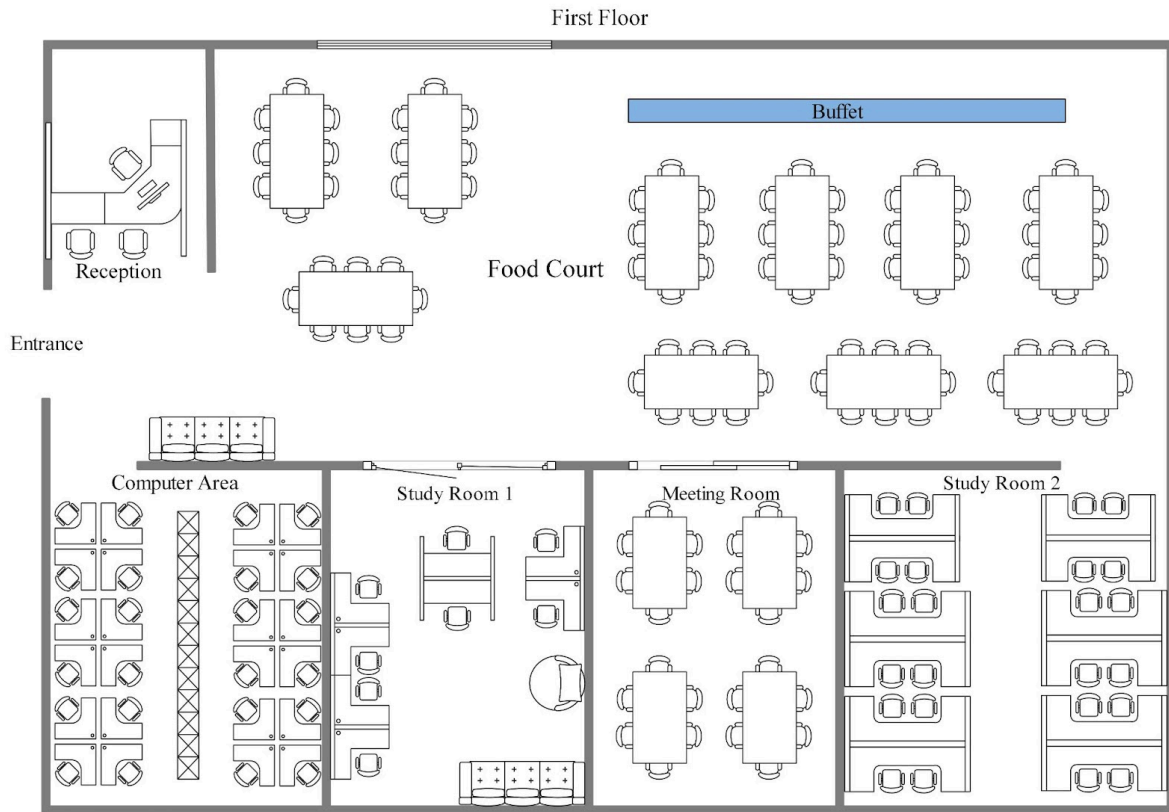 First Floor
Buffet
Reception
Food Court
Entrance
Computer Area
Study Room 1
Meeting Room
Study Room 2